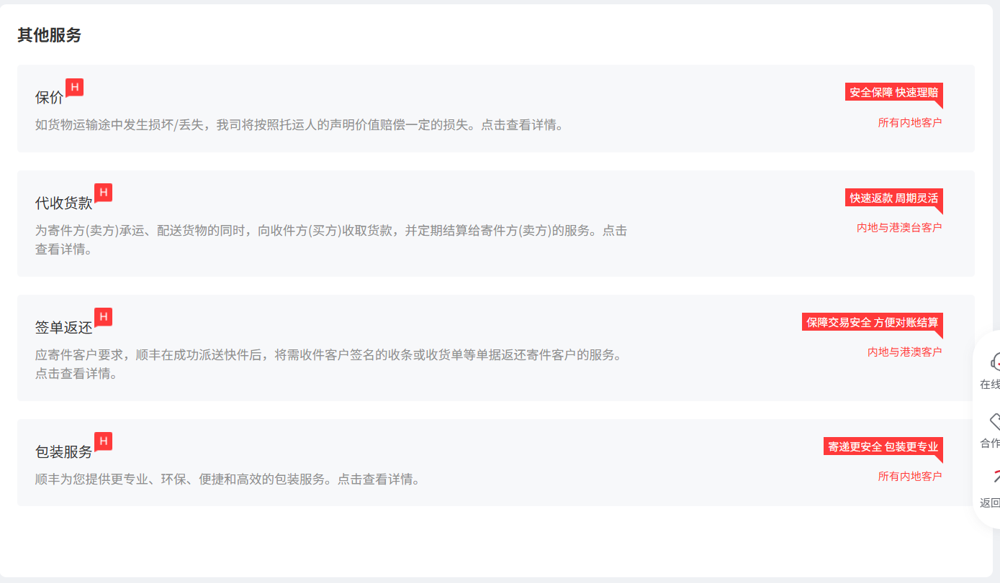 其他服务
保价 H
安全保障 快速理赔
如货物运输途中发生损坏/丢失，我司将按照托运人的声明价值赔偿一定的损失。点击查看详情。
所有内地客户
代收货款 H
快速返款 周期灵活
为寄件方(卖方)承运、配送货物的同时，向收件方(买方)收取货款，并定期结算给寄件方(卖方)的服务。点击
查看详情。
内地与港澳台客户
签单返还 H
保障交易安全 方便对账结算
应寄件客户要求，顺丰在成功派送快件后，将需收件客户签名的收条或收货单等单据返还寄件客户的服务。
点击查看详情。
内地与港澳客户
包装服务 H
寄递更安全 包装更专业
顺丰为您提供更专业、环保、便捷和高效的包装服务。点击查看详情。
所有内地客户
在线
合作
返回